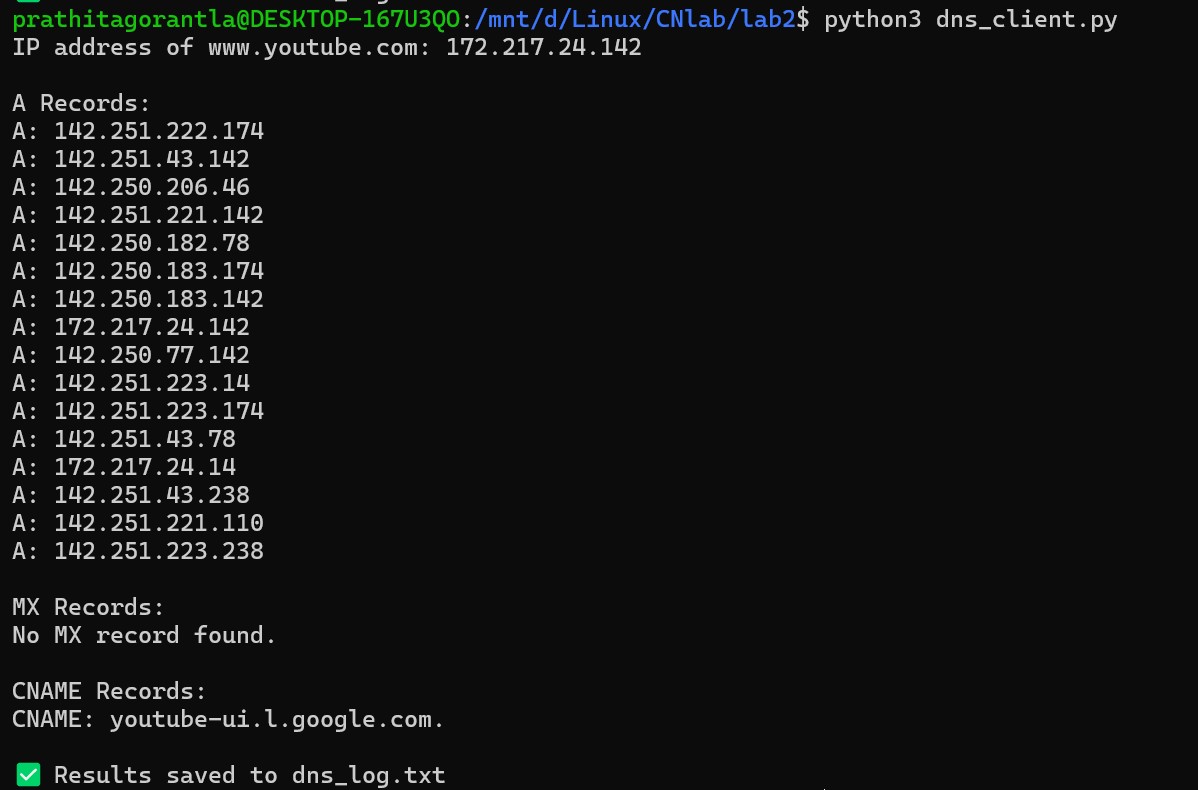 prathitagorantla@DESKTOP-167U3QO:/mnt/d/Linux/CNlab/lab2$ python3 dns_client.py
IP address of www.youtube.com: 172.217.24.142
A Records:
A: 142.251.222.174
A: 142.251.43.142
A: 142.250.206.46
A: 142.251.221.142
A: 142.250.182.78
A: 142.250.183.174
A: 142.250.183.142
A: 172.217.24.142
A: 142.250.77.142
A: 142.251.223.14
A: 142.251.223.174
A: 142.251.43.78
A: 172.217.24.14
A: 142.251.43.238
A: 142.251.221.110
A: 142.251.223.238
MX Records:
No MX record found.
CNAME Records:
CNAME: youtube-ui.l.google.com.
✅ Results saved to dns_log.txt